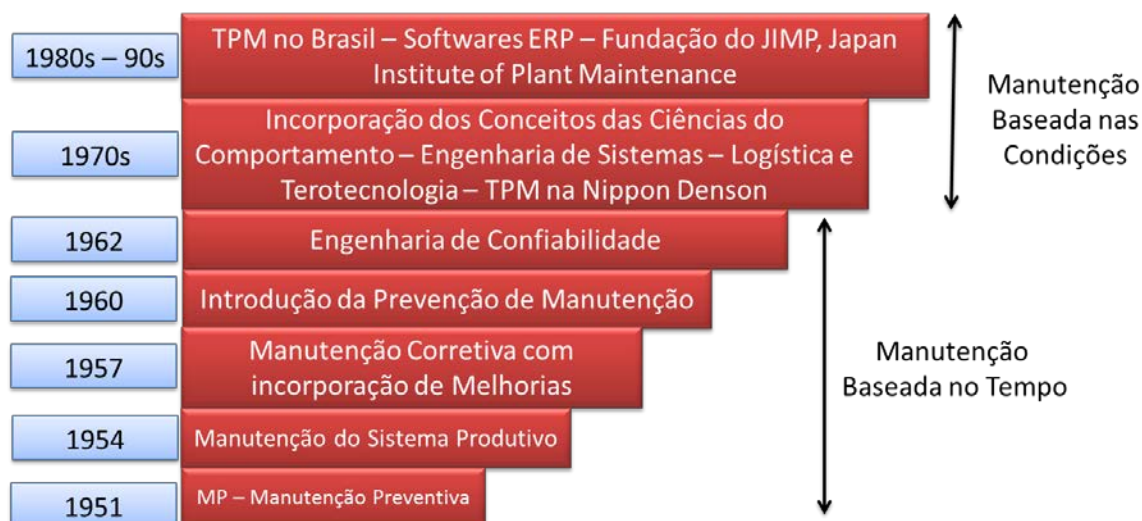 1980s – 90s
TPM no Brasil – Softwares ERP – Fundação do JIMP, Japan
Institute of Plant Maintenance
1970s
Incorporação dos Conceitos das Ciências do
Comportamento – Engenharia de Sistemas – Logística e
Terotecnologia – TPM na Nippon Denson
1962
Engenharia de Confiabilidade
1960
Introdução da Prevenção de Manutenção
1957
Manutenção Corretiva com
incorporação de Melhorias
1954
Manutenção do Sistema Produtivo
1951
MP – Manutenção Preventiva
Manutenção
Baseada nas
Condições
Manutenção
Baseada no Tempo